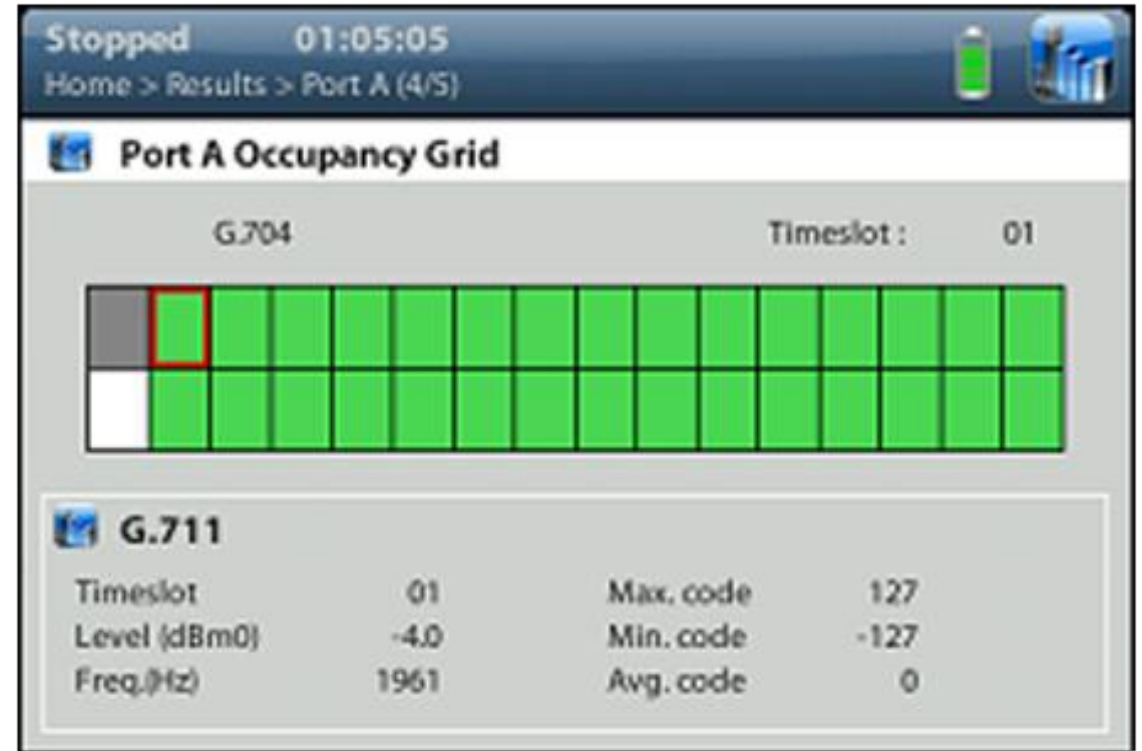 Stopped 01:05:05
Home > Results > Port A (4/5)
Port A Occupancy Grid
G.704 Timeslot : 01
G.711
Timeslot 01 Max. code 127
Level (dBm0) -4.0 Min. code -127
Freq.(Hz) 1961 Avg. code 0